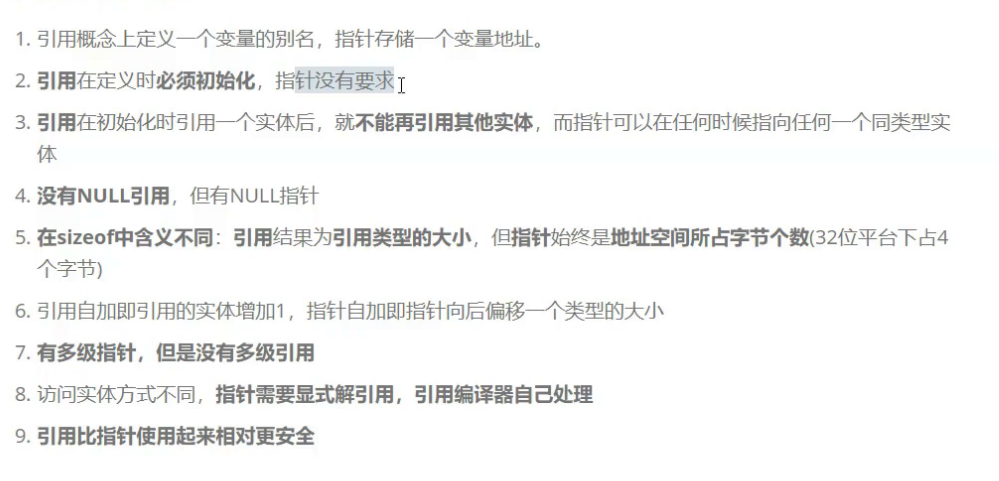 1. 引用概念上定义一个变量的别名，指针存储一个变量地址。
2. 引用在定义时必须初始化，指针没有要求
3. 引用在初始化时引用一个实体后，就不能再引用其他实体，而指针可以在任何时候指向任何一个同类型实
体
4. 没有NULL引用，但有NULL指针
5. 在sizeof中含义不同：引用结果为引用类型的大小，但指针始终是地址空间所占字节个数(32位平台下占4
个字节)
6. 引用自加即引用的实体增加1，指针自加即指针向后偏移一个类型的大小
7. 有多级指针，但是没有多级引用
8. 访问实体方式不同，指针需要显式解引用，引用编译器自己处理
9. 引用比指针使用起来相对更安全